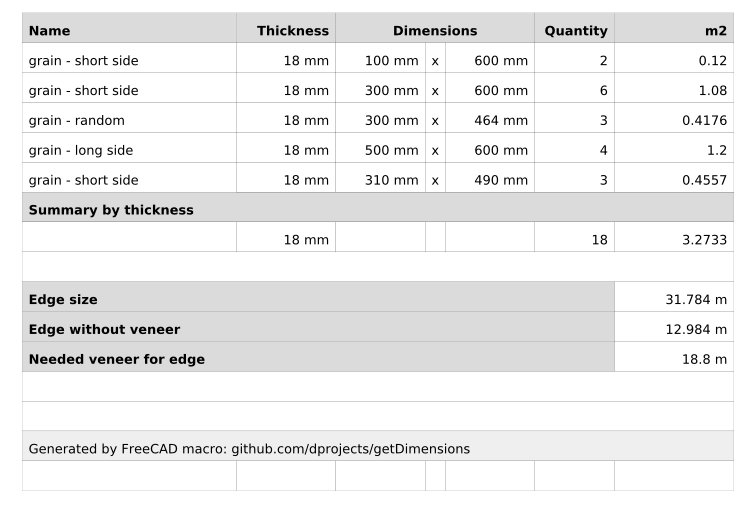 Name Thickness Dimensions Quantity m2
grain - short side 18 mm 100 mm x 600 mm 2 0.12
grain - short side 18 mm 300 mm x 600 mm 6 1.08
grain - random 18 mm 300 mm x 464 mm 3 0.4176
grain - long side 18 mm 500 mm x 600 mm 4 1.2
grain - short side 18 mm 310 mm x 490 mm 3 0.4557
Summary by thickness
18 mm 18 3.2733
Edge size 31.784 m
Edge without veneer 12.984 m
Needed veneer for edge 18.8 m
Generated by FreeCAD macro: github.com/dprojects/getDimensions